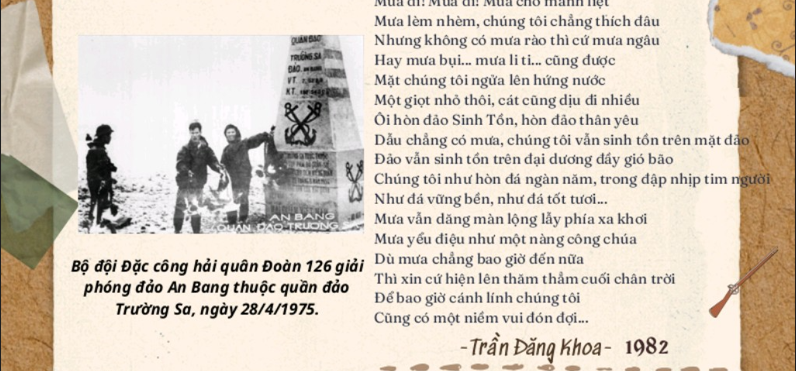 Mưa đi! Mưa đi! Mưa cho mãnh liệt
Mưa lèm nhèm, chúng tôi chẳng thích đâu
Nhưng không có mưa rào thì cứ mưa ngâu
Hay mưa bụi... mưa li ti... cũng được
Mặt chúng tôi ngửa lên hứng nước
Một giọt nhỏ thôi, cát cũng dịu đi nhiều
Ôi hòn đảo Sinh Tồn, hòn đảo thân yêu
Dẫu chẳng có mưa, chúng tôi vẫn sinh tồn trên mặt đảo
Đảo vẫn sinh tồn trên đại dương đầy gió bão
Chúng tôi như hòn đá ngàn năm, trong đập nhịp tim người
Như đá vững bền, như đá tốt tươi...
Mưa vẫn dăng màn lộng lẫy phía xa khơi
Mưa yểu điệu như một nàng công chúa
Dù mưa chẳng bao giờ đến nữa
Thì xin cứ hiện lên thăm thẳm cuối chân trời
Để bao giờ cánh lính chúng tôi
Cũng có một niềm vui đón đợi...
-Trần Đăng Khoa- 1982
QUẦN ĐẢO
TRƯỜNG SA
ĐẢO AN BANG
AN BANG
QUẦN ĐẢO TRƯỜNG SA
Bộ đội Đặc công hải quân Đoàn 126 giải
phóng đảo An Bang thuộc quần đảo
Trường Sa, ngày 28/4/1975.